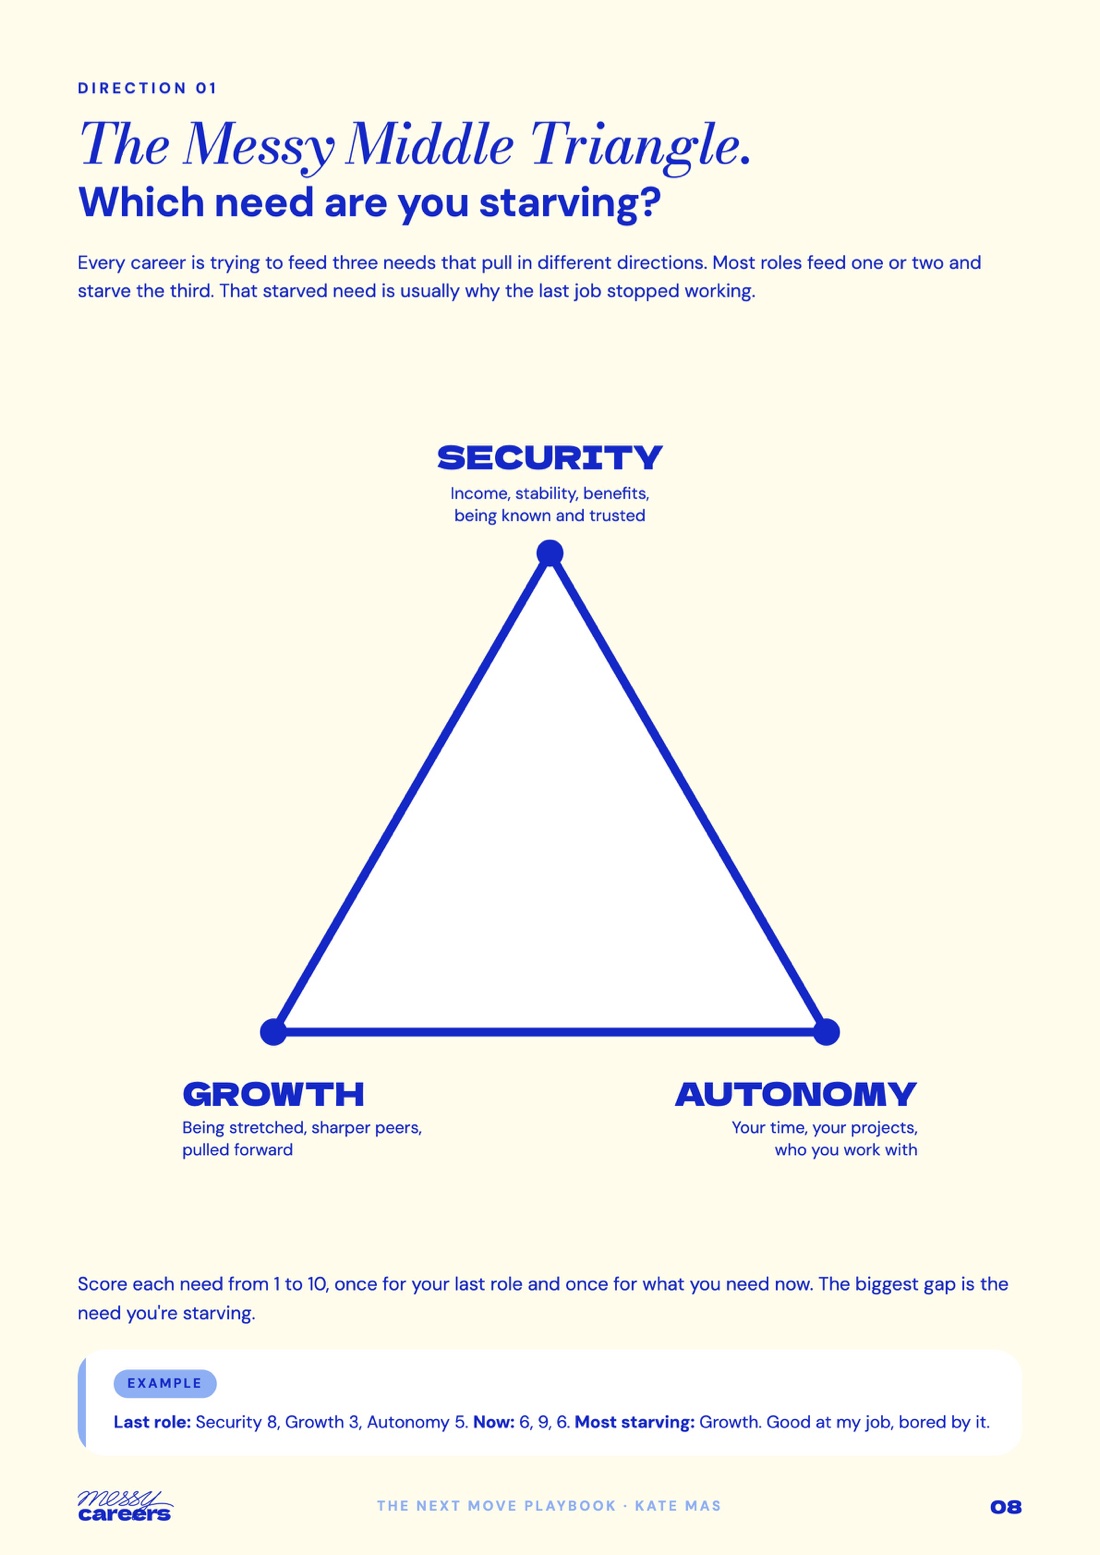 DIRECTION 01
The Messy Middle Triangle.
Which need are you starving?
Every career is trying to feed three needs that pull in different directions. Most roles feed one or two and
starve the third. That starved need is usually why the last job stopped working.
SECURITY
Income, stability, benefits,
being known and trusted
GROWTH
Being stretched, sharper peers,
pulled forward
AUTONOMY
Your time, your projects,
who you work with
Score each need from 1 to 10, once for your last role and once for what you need now. The biggest gap is the
need you're starving.
EXAMPLE
Last role: Security 8, Growth 3, Autonomy 5. Now: 6, 9, 6. Most starving: Growth. Good at my job, bored by it.
messy
careers
THE NEXT MOVE PLAYBOOK · KATE MAS
08